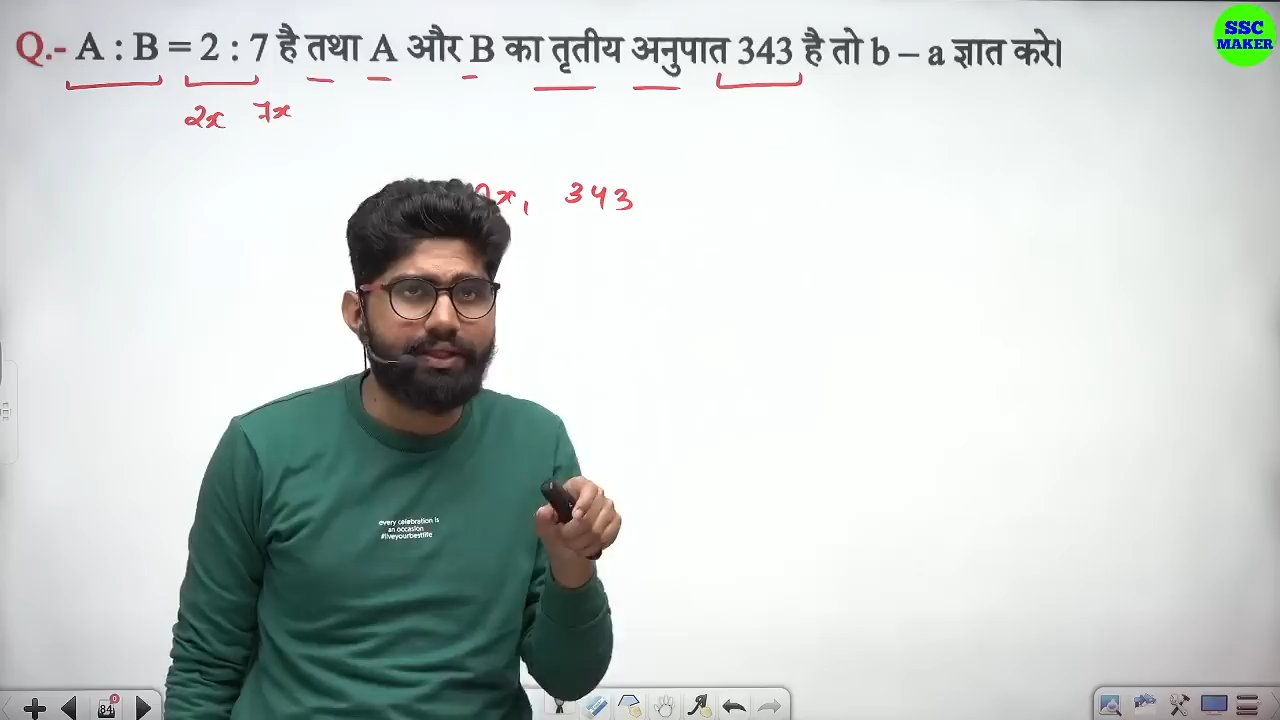 Q.- A : B = 2 : 7 है तथा A और B का तृतीय अनुपात 343 है तो b – a ज्ञात करे।
SSC
MAKER
2x 7x
x, 343
every celebration is
an occasion
#liveyourbestlife
84
0